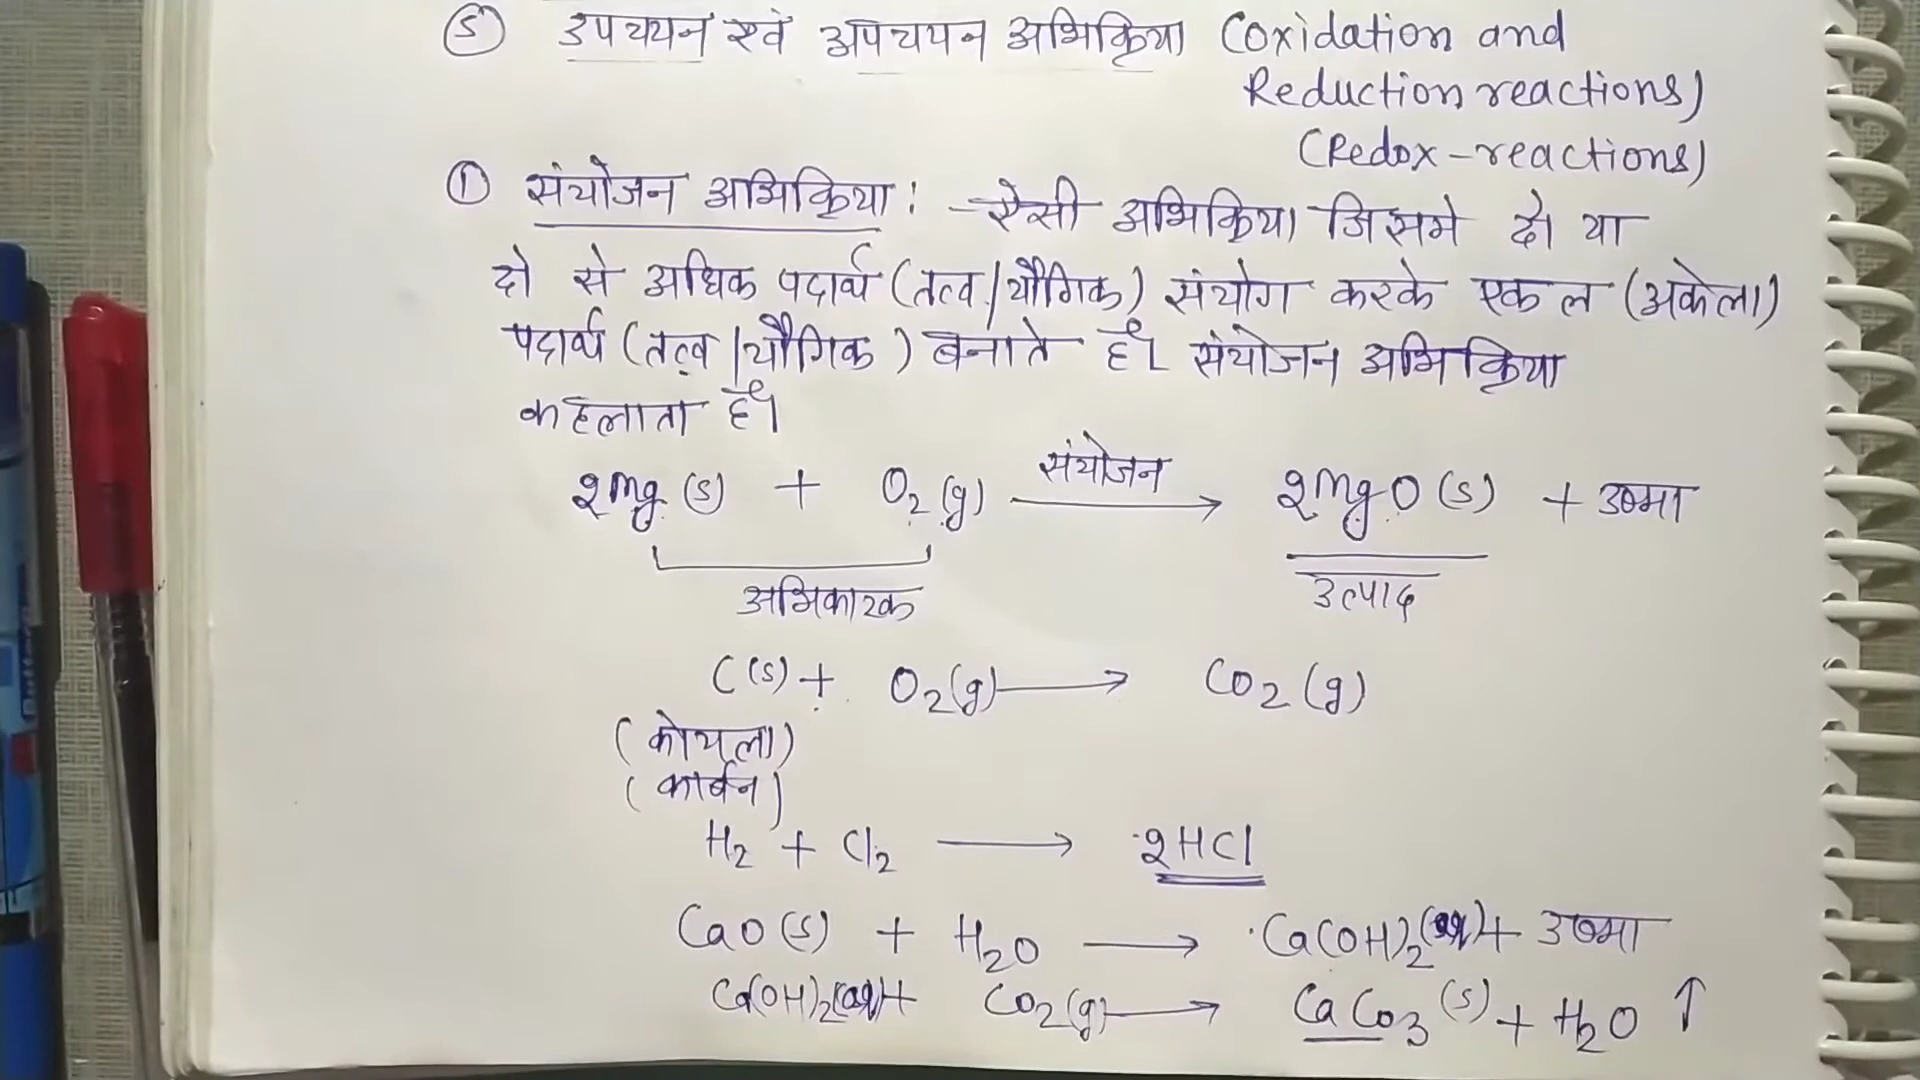 ⑤ उपचयन एवं अपचयन अभिक्रिया (oxidation and
Reduction reactions)
(Redox-reactions)
① संयोजन अभिक्रिया: - ऐसी अभिक्रिया जिसमे दो या
दो से अधिक पदार्थ (तत्व/यौगिक) संयोग करके एकल (अकेला)
पदार्थ (तत्व/यौगिक) बनाते है। संयोजन अभिक्रिया
कहलाता है।
2Mg(s) + O₂(g) संयोजन → 2MgO(s) + उष्मा
अभिकारक उत्पाद
C(s) + O₂(g) → CO₂(g)
(कोयला)
(कार्बन)
H₂ + Cl₂ → 2HCl
CaO(s) + H₂O → Ca(OH)₂(aq) + उष्मा
Ca(OH)₂(aq) + CO₂(g) → CaCO₃(s) + H₂O ↑